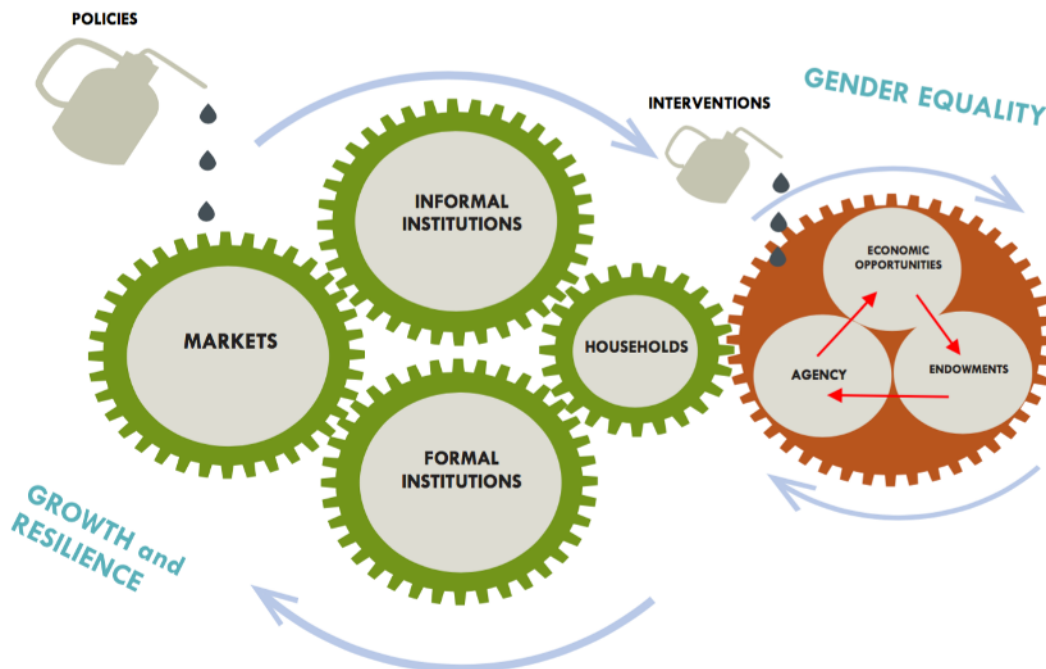 POLICIES
INTERVENTIONS
GENDER EQUALITY
INFORMAL
INSTITUTIONS
ECONOMIC
OPPORTUNITIES
MARKETS
HOUSEHOLDS
AGENCY
ENDOWMENTS
FORMAL
INSTITUTIONS
GROWTH and
RESILIENCE